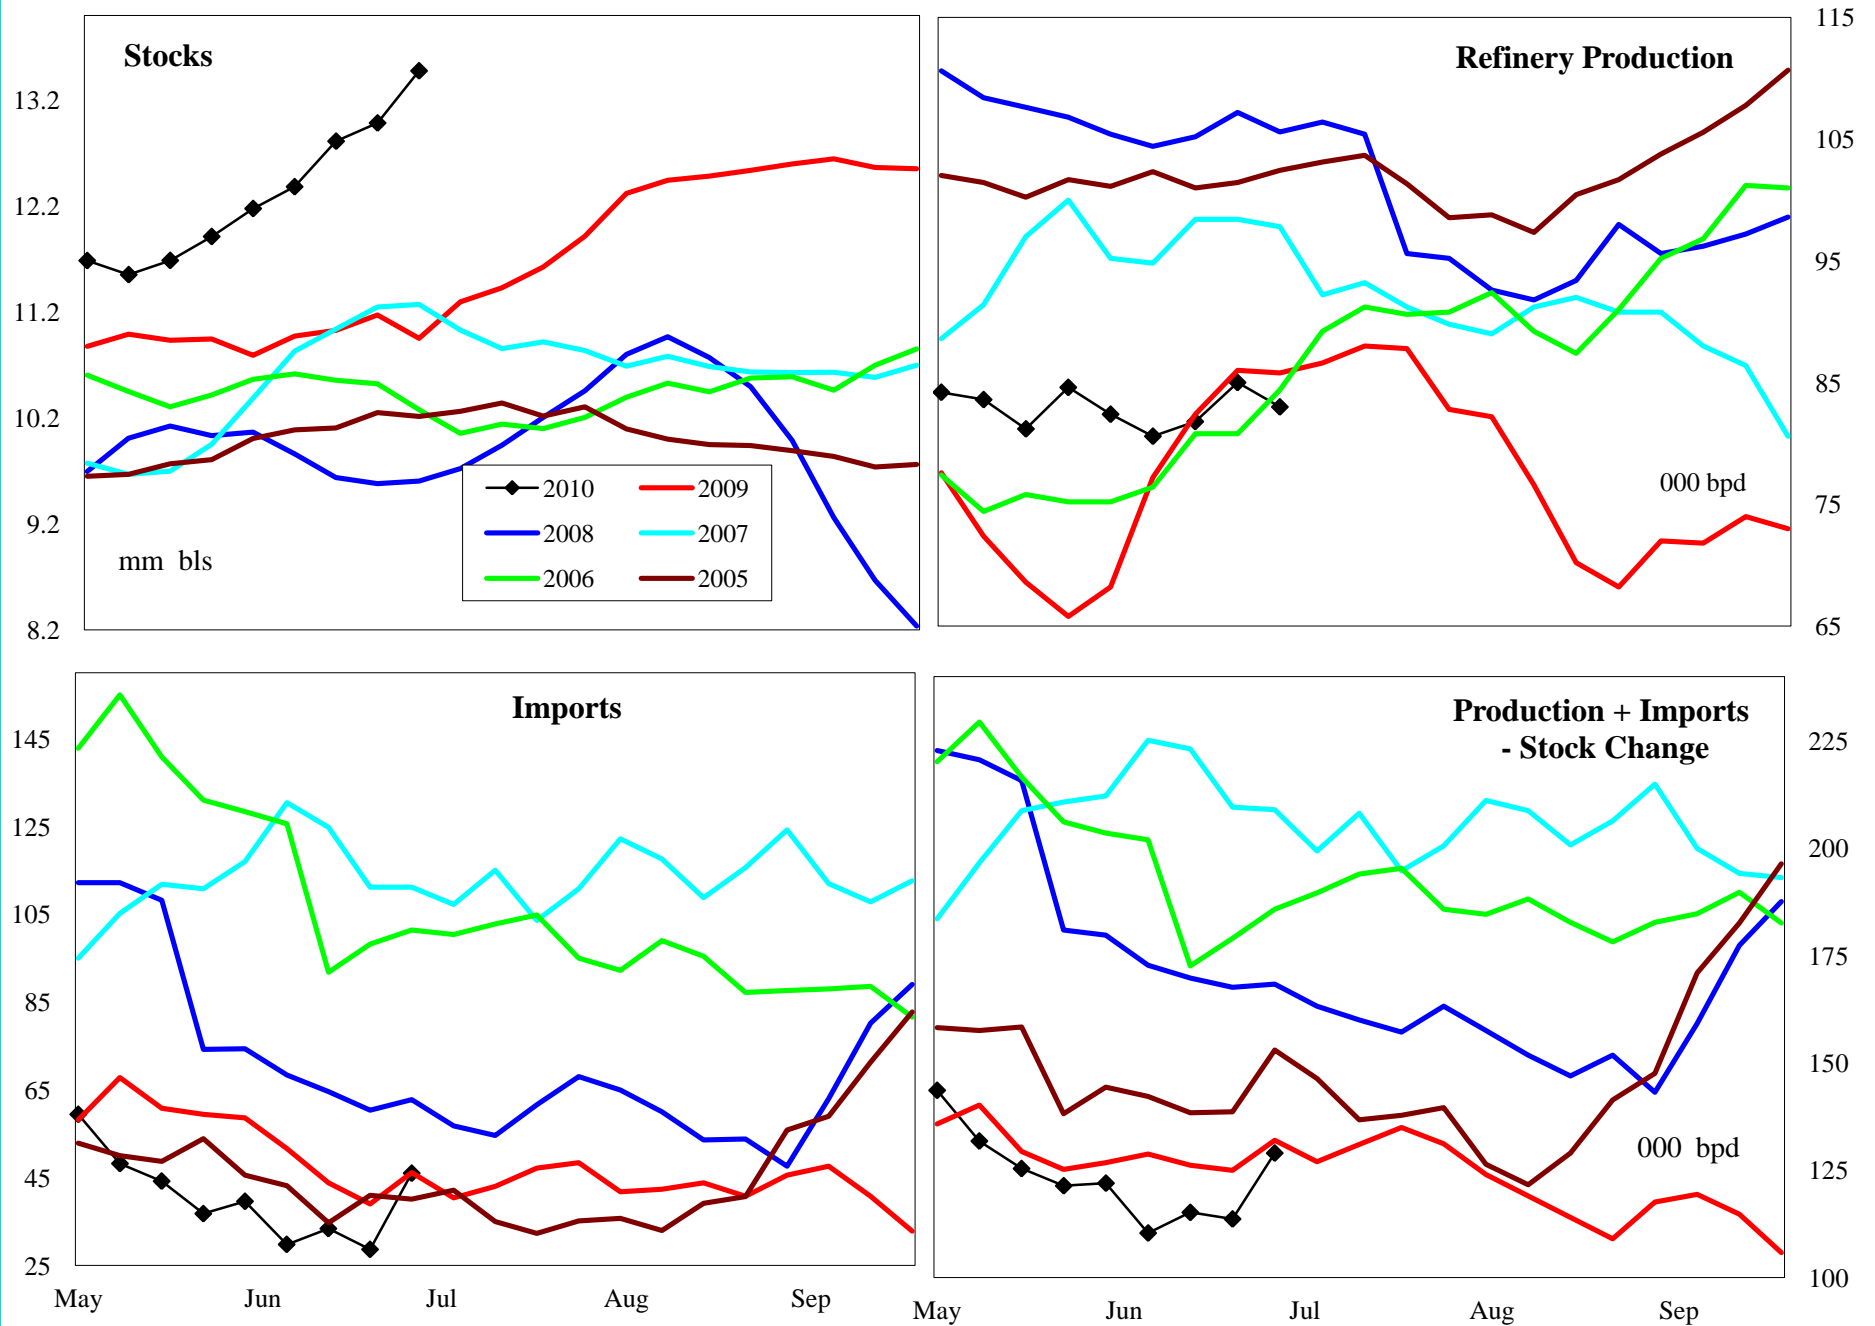 Stocks
13.2
12.2
11.2
10.2
9.2
8.2
mm bls
2010 2009
2008 2007
2006 2005
Refinery Production
115
105
95
85
75
65
000 bpd
Imports
145
125
105
85
65
45
25
May Jun Jul Aug Sep
Production + Imports
- Stock Change
225
200
175
150
125
100
000 bpd
May Jun Jul Aug Sep